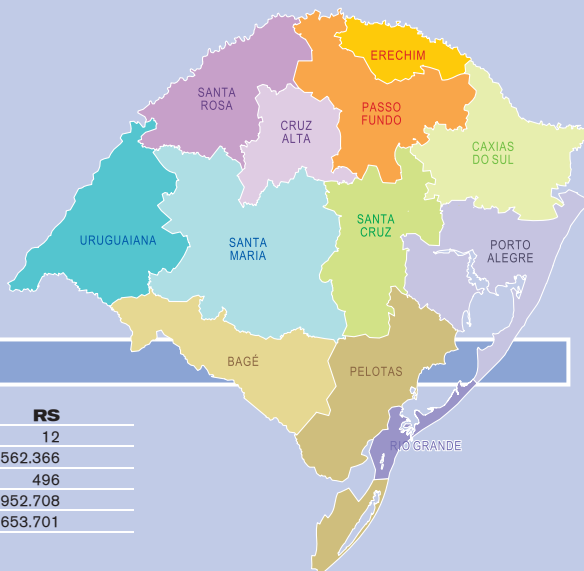 ERECHIM
SANTA
ROSA
PASSO
FUNDO
CRUZ
ALTA
CAXIAS
DO SUL
SANTA
CRUZ
URUGUAIANA
SANTA
MARIA
PORTO
ALEGRE
BAGÉ
PELOTAS
RIO GRANDE
RS
12
562.366
496
952.708
653.701